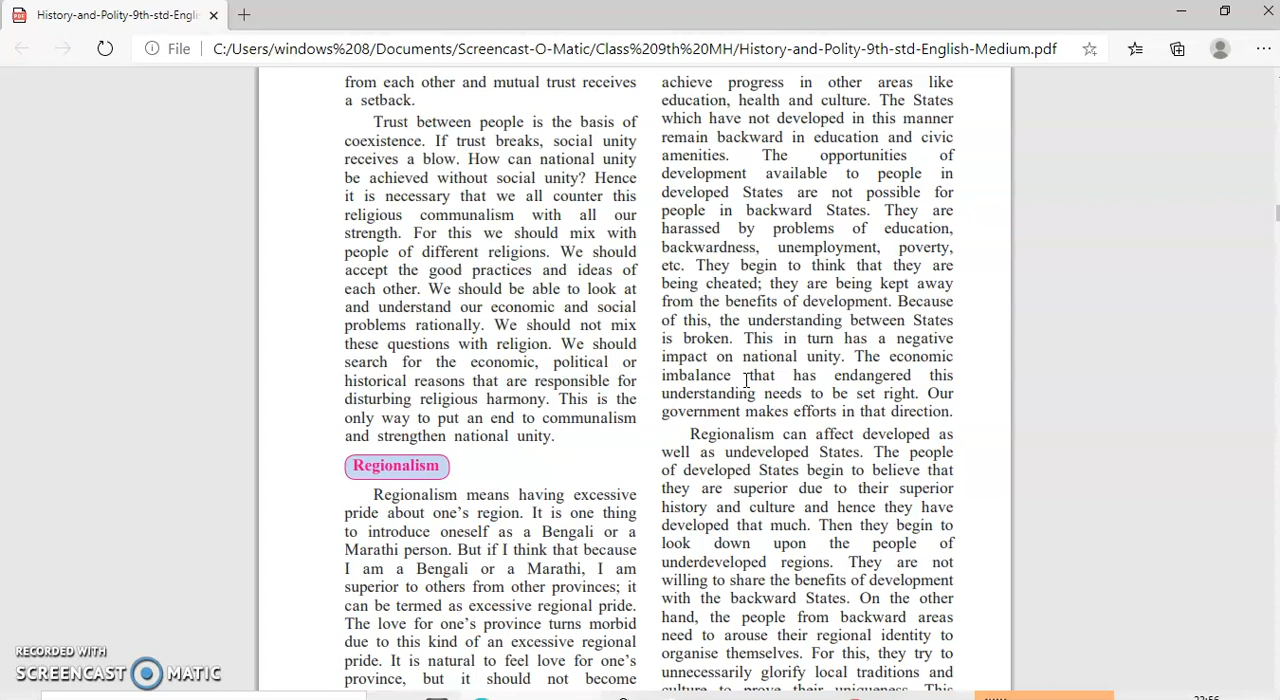 History-and-Polity-9th-std-Engli
File
C:/Users/windows%208/Documents/Screencast-O-Matic/Class%209th%20MH/History-and-Polity-9th-std-English-Medium.pdf
from each other and mutual trust receives
a setback.
Trust between people is the basis of
coexistence. If trust breaks, social unity
receives a blow. How can national unity
be achieved without social unity? Hence
it is necessary that we all counter this
religious communalism with all our
strength. For this we should mix with
people of different religions. We should
accept the good practices and ideas of
each other. We should be able to look at
and understand our economic and social
problems rationally. We should not mix
these questions with religion. We should
search for the economic, political or
historical reasons that are responsible for
disturbing religious harmony. This is the
only way to put an end to communalism
and strengthen national unity.
Regionalism
Regionalism means having excessive
pride about one's region. It is one thing
to introduce oneself as a Bengali or a
Marathi person. But if I think that because
I am a Bengali or a Marathi, I am
superior to others from other provinces; it
can be termed as excessive regional pride.
The love for one's province turns morbid
due to this kind of an excessive regional
pride. It is natural to feel love for one's
province, but it should not become
achieve progress in other areas like
education, health and culture. The States
which have not developed in this manner
remain backward in education and civic
amenities. The opportunities of
development available to people in
developed States are not possible for
people in backward States. They are
harassed by problems of education,
backwardness, unemployment, poverty,
etc. They begin to think that they are
being cheated; they are being kept away
from the benefits of development. Because
of this, the understanding between States
is broken. This in turn has a negative
impact on national unity. The economic
imbalance that has endangered this
understanding needs to be set right. Our
government makes efforts in that direction.
Regionalism can affect developed as
well as undeveloped States. The people
of developed States begin to believe that
they are superior due to their superior
history and culture and hence they have
developed that much. Then they begin to
look down upon the people of
underdeveloped regions. They are not
willing to share the benefits of development
with the backward States. On the other
hand, the people from backward areas
need to arouse their regional identity to
organise themselves. For this, they try to
unnecessarily glorify local traditions and
culture to prove their uniqueness. This
RECORDED WITH
SCREENCAST MATIC
22:56